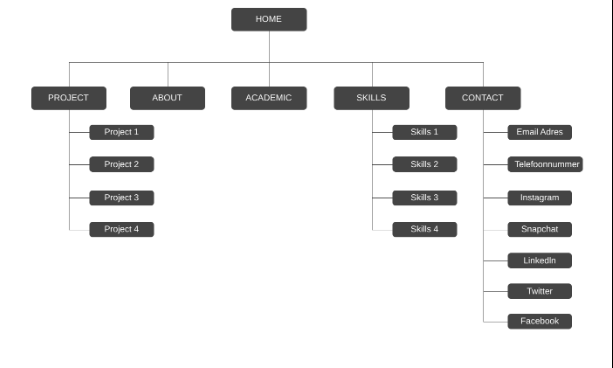 HOME
PROJECT
ABOUT
ACADEMIC
SKILLS
CONTACT
Project 1
Project 2
Project 3
Project 4
Skills 1
Skills 2
Skills 3
Skills 4
Email Adres
Telefoonnummer
Instagram
Snapchat
LinkedIn
Twitter
Facebook